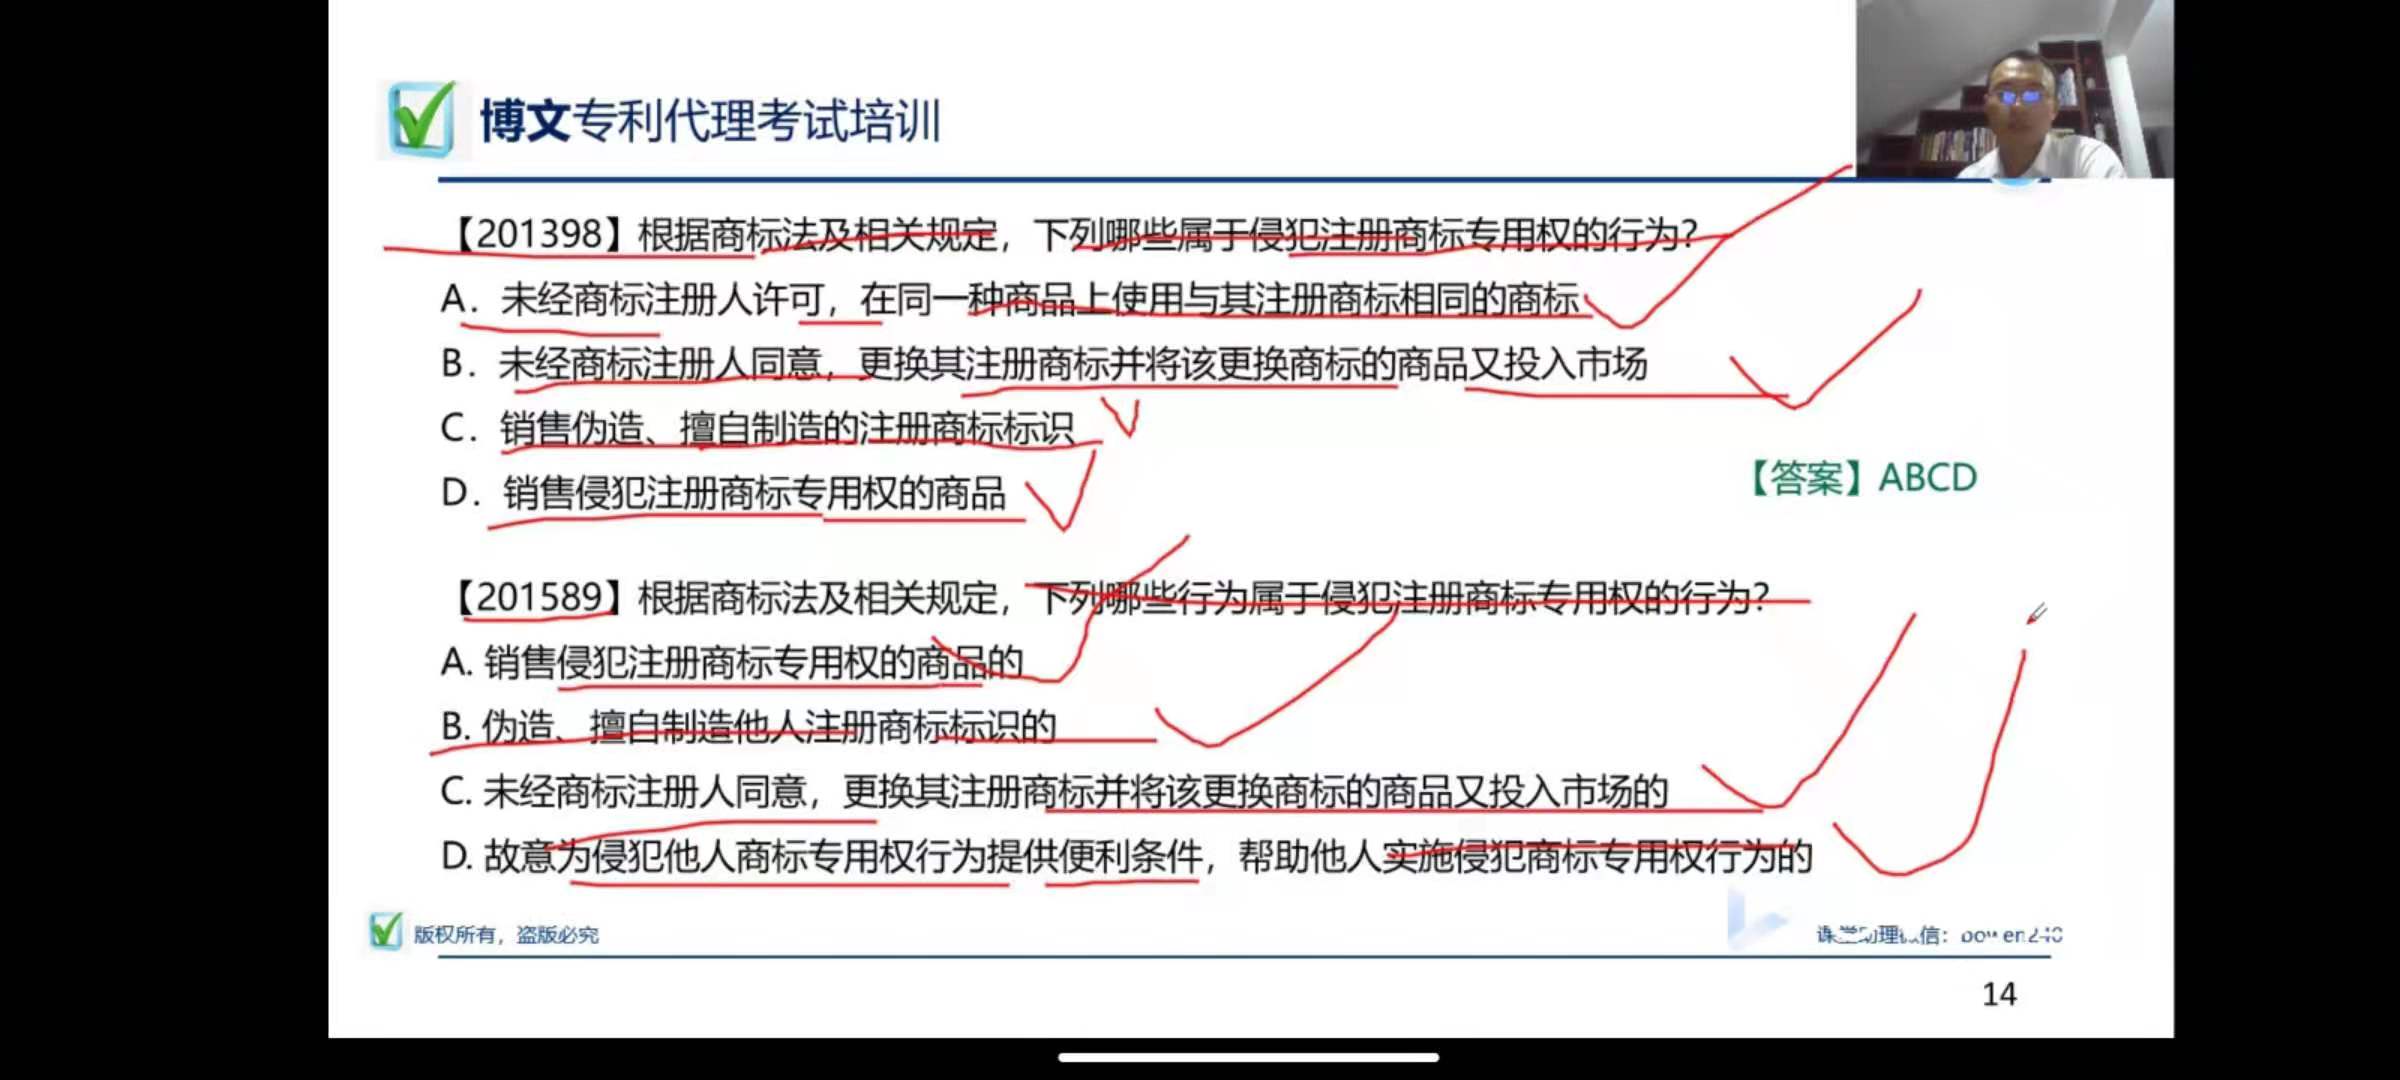 博文专利代理考试培训
【201398】根据商标法及相关规定，下列哪些属于侵犯注册商标专用权的行为？
A．未经商标注册人许可，在同一种商品上使用与其注册商标相同的商标
B．未经商标注册人同意，更换其注册商标并将该更换商标的商品又投入市场
C．销售伪造、擅自制造的注册商标标识
D．销售侵犯注册商标专用权的商品
【答案】ABCD
【201589】根据商标法及相关规定，下列哪些行为属于侵犯注册商标专用权的行为？
A. 销售侵犯注册商标专用权的商品的
B. 伪造、擅自制造他人注册商标标识的
C. 未经商标注册人同意，更换其注册商标并将该更换商标的商品又投入市场的
D. 故意为侵犯他人商标专用权行为提供便利条件，帮助他人实施侵犯商标专用权行为的
版权所有，盗版必究
14